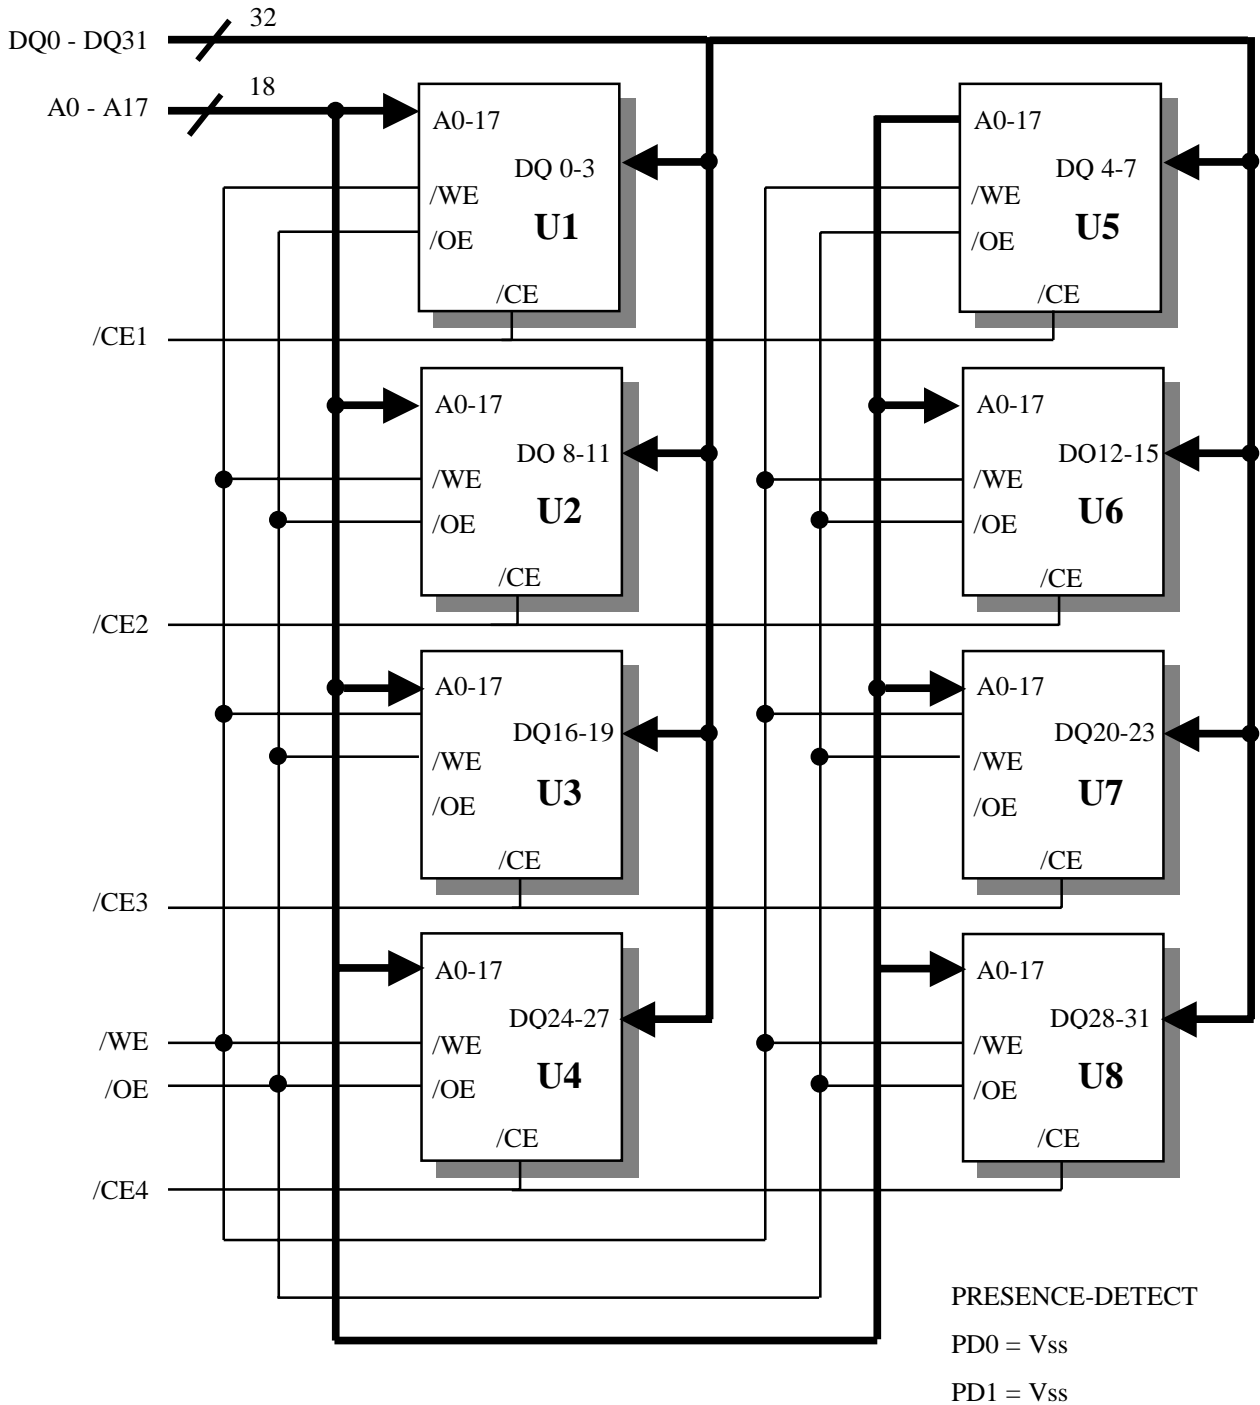 32
DQ0 - DQ31
18
A0 - A17
A0-17
DQ 0-3
/WE
U1
/OE
/CE
A0-17
DQ 4-7
/WE
U5
/OE
/CE
/CE1
A0-17
DQ 8-11
/WE
U2
/OE
/CE
A0-17
DQ12-15
/WE
U6
/OE
/CE
/CE2
A0-17
DQ16-19
/WE
U3
/OE
/CE
A0-17
DQ20-23
/WE
U7
/OE
/CE
/CE3
A0-17
DQ24-27
/WE
U4
/OE
/CE
A0-17
DQ28-31
/WE
U8
/OE
/CE
/WE
/OE
/CE4
PRESENCE-DETECT
PD0 = Vss
PD1 = Vss